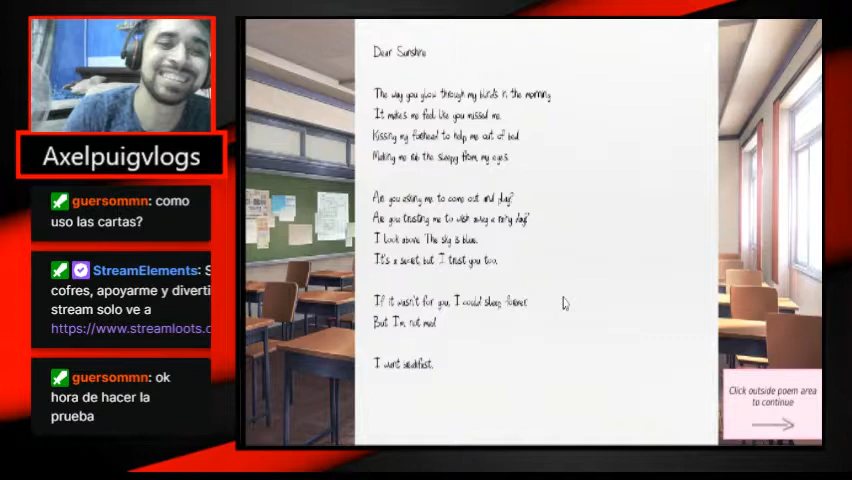 Axelpuigvlogs
guersommn: como
uso las cartas?
StreamElements: S
cofres, apoyarme y diverti
stream solo ve a
https://www.streamloots.c
guersommn: ok
hora de hacer la
prueba
Dear Sunshine
The way you glow through my blinds in the morning
It makes me feel like you missed me.
Kissing my forehead to help me out of bed.
Making me rub the sleepy from my eyes.
Are you asking me to come out and play?
Are you trusting me to wish away a rainy day?
I look above. The sky is blue.
It's a secret, but I trust you too.
If it wasn't for you, I could sleep forever.
But I'm not mad.
I want breakfast.
Click outside poem area
to continue